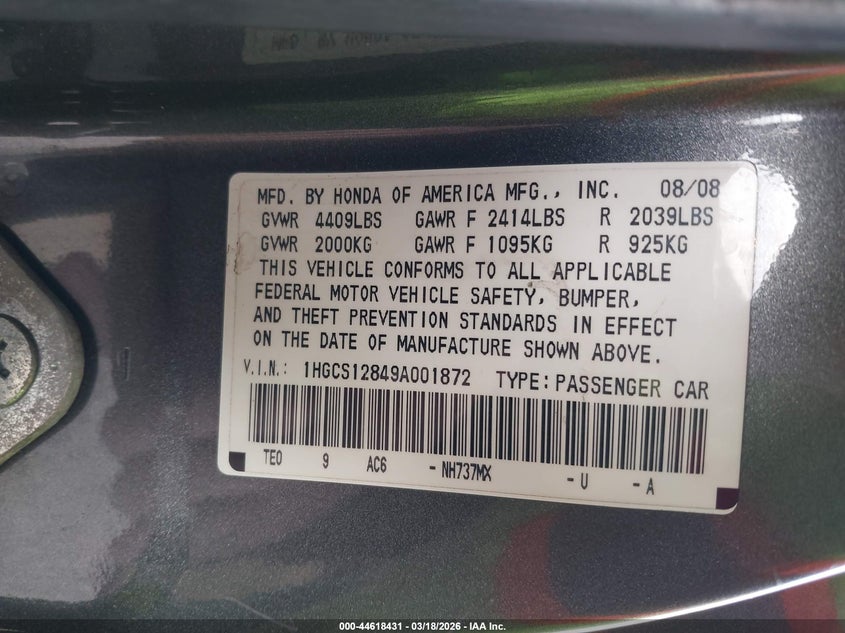 MFD. BY HONDA OF AMERICA MFG., INC. 08/08
GVWR 4409LBS GAWR F 2414LBS R 2039LBS
GVWR 2000KG GAWR F 1095KG R 925KG
THIS VEHICLE CONFORMS TO ALL APPLICABLE
FEDERAL MOTOR VEHICLE SAFETY, BUMPER,
AND THEFT PREVENTION STANDARDS IN EFFECT
ON THE DATE OF MANUFACTURE SHOWN ABOVE.
V.I.N.: 1HGCS12849A001872 TYPE: PASSENGER CAR
TE0 9 AC6 - NH737MX - U - A
000-44618431 - 03/18/2026 - IAA Inc.